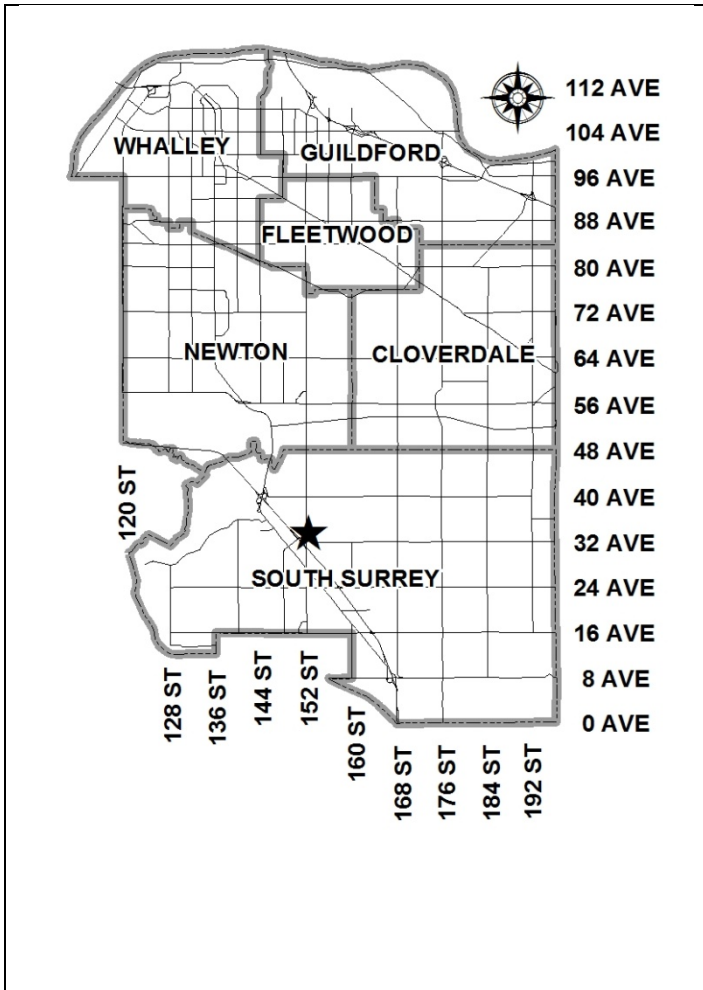 112 AVE
104 AVE
WHALLEY
GUILDFORD
96 AVE
88 AVE
FLEETWOOD
80 AVE
72 AVE
NEWTON
CLOVERDALE
64 AVE
56 AVE
48 AVE
120 ST
40 AVE
32 AVE
SOUTH SURREY
24 AVE
16 AVE
128 ST
136 ST
144 ST
152 ST
160 ST
8 AVE
0 AVE
168 ST
176 ST
184 ST
192 ST